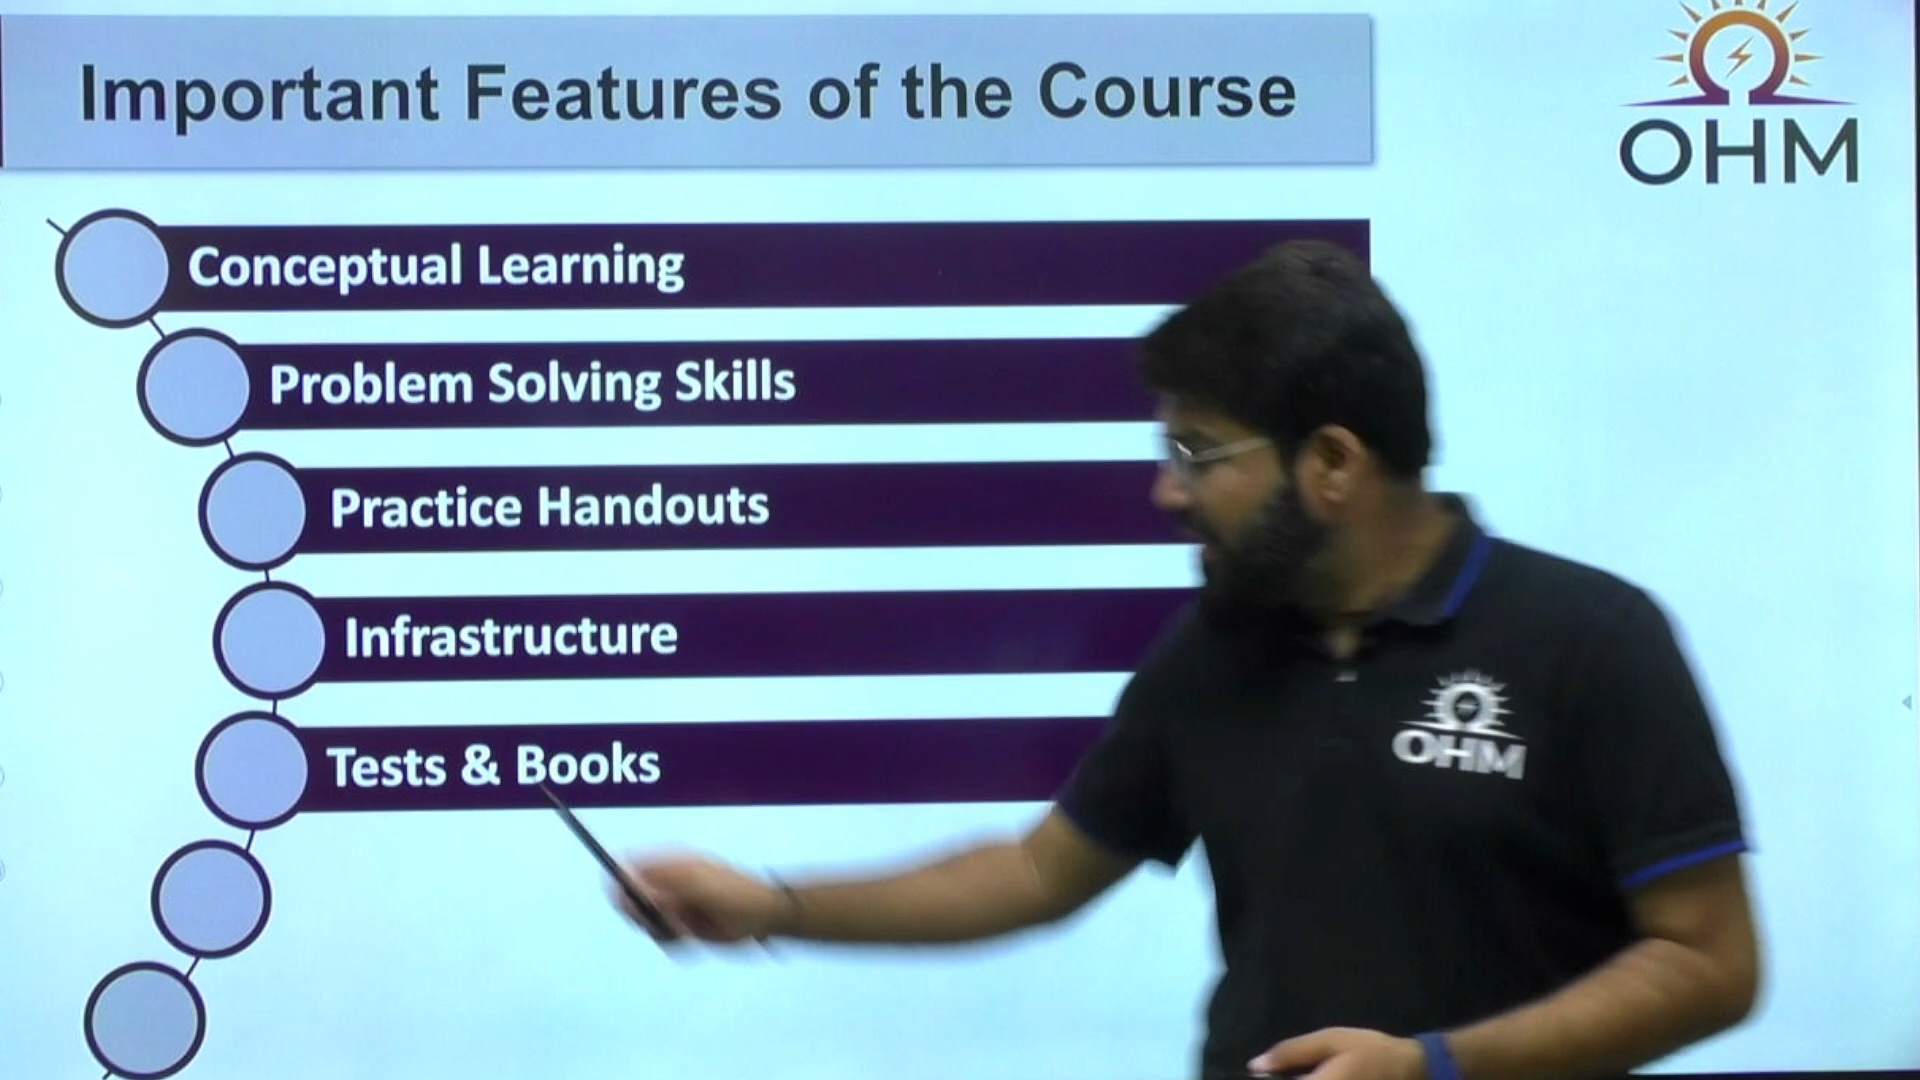 Important Features of the Course
OHM
Conceptual Learning
Problem Solving Skills
Practice Handouts
Infrastructure
Tests & Books
OHM